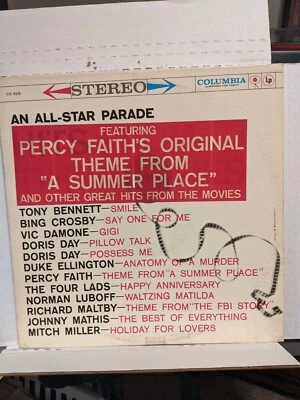 STEREO
COLUMBIA
AN ALL-STAR PARADE
FEATURING
PERCY FAITH'S ORIGINAL
THEME FROM
"A SUMMER PLACE"
AND OTHER GREAT HITS FROM THE MOVIES
TONY BENNETT—SMILE
BING CROSBY—SAY ONE FOR ME
VIC DAMONE—GIGI
DORIS DAY—PILLOW TALK
DORIS DAY—POSSESS ME
DUKE ELLINGTON—ANATOMY OF A MURDER
PERCY FAITH—THEME FROM "A SUMMER PLACE"
THE FOUR LADS—HAPPY ANNIVERSARY
NORMAN LUBOFF—WALTZING MATILDA
RICHARD MALTBY—THEME FROM "THE FBI STORY"
JOHNNY MATHIS—THE BEST OF EVERYTHING
MITCH MILLER—HOLIDAY FOR LOVERS